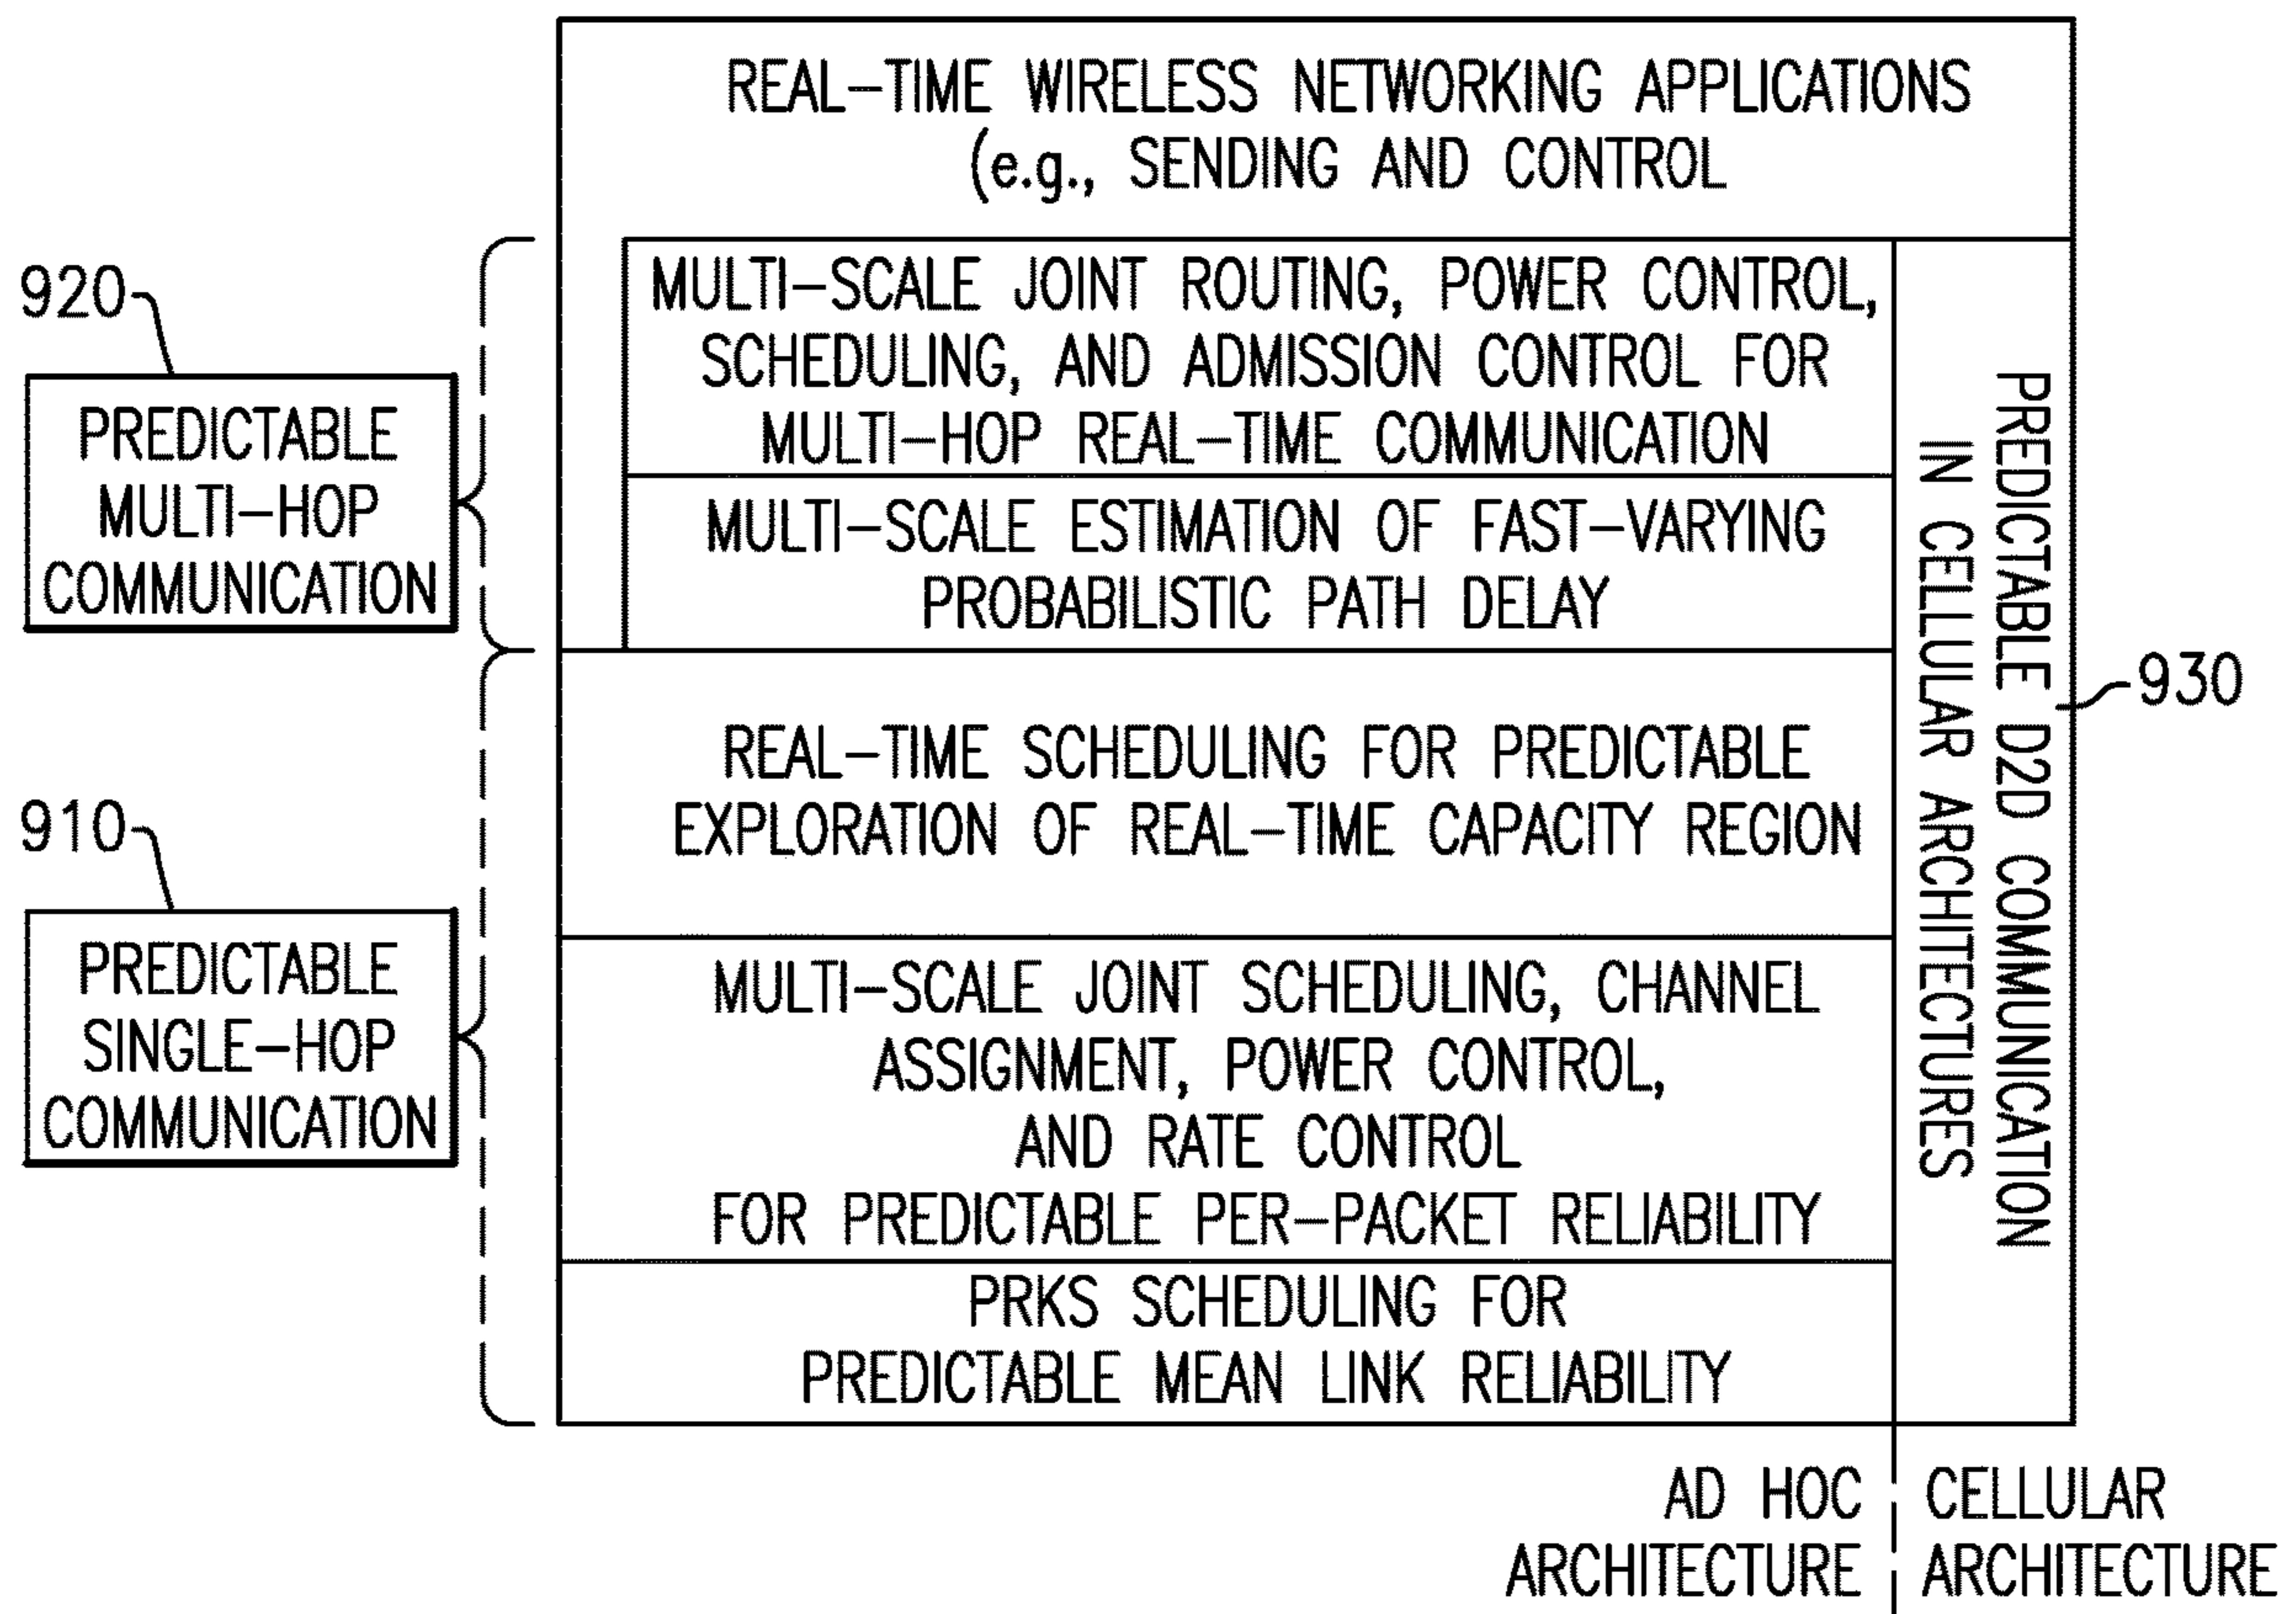 REAL-TIME WIRELESS NETWORKING APPLICATIONS
(e.g., SENDING AND CONTROL
920
PREDICTABLE
MULTI-HOP
COMMUNICATION
MULTI-SCALE JOINT ROUTING, POWER CONTROL,
SCHEDULING, AND ADMISSION CONTROL FOR
MULTI-HOP REAL-TIME COMMUNICATION
MULTI-SCALE ESTIMATION OF FAST-VARYING
PROBABILISTIC PATH DELAY
910
PREDICTABLE
SINGLE-HOP
COMMUNICATION
REAL-TIME SCHEDULING FOR PREDICTABLE
EXPLORATION OF REAL-TIME CAPACITY REGION
MULTI-SCALE JOINT SCHEDULING, CHANNEL
ASSIGNMENT, POWER CONTROL,
AND RATE CONTROL
FOR PREDICTABLE PER-PACKET RELIABILITY
PRKS SCHEDULING FOR
PREDICTABLE MEAN LINK RELIABILITY
PREDICTABLE D2D COMMUNICATION
IN CELLULAR ARCHITECTURES
930
AD HOC
ARCHITECTURE
CELLULAR
ARCHITECTURE